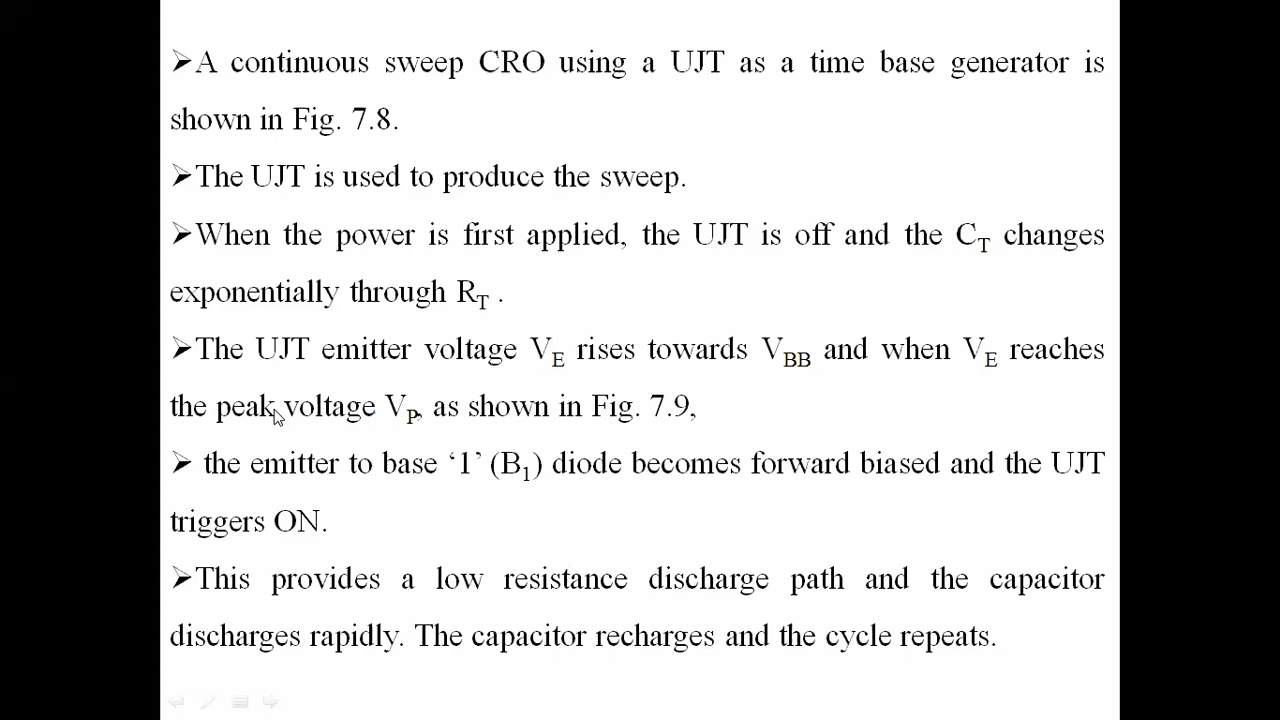 ➢A continuous sweep CRO using a UJT as a time base generator is
shown in Fig. 7.8.
➢The UJT is used to produce the sweep.
➢When the power is first applied, the UJT is off and the C_T changes
exponentially through R_T .
➢The UJT emitter voltage V_E rises towards V_BB and when V_E reaches
the peak voltage V_P, as shown in Fig. 7.9,
➢ the emitter to base ‘1’ (B_1) diode becomes forward biased and the UJT
triggers ON.
➢This provides a low resistance discharge path and the capacitor
discharges rapidly. The capacitor recharges and the cycle repeats.